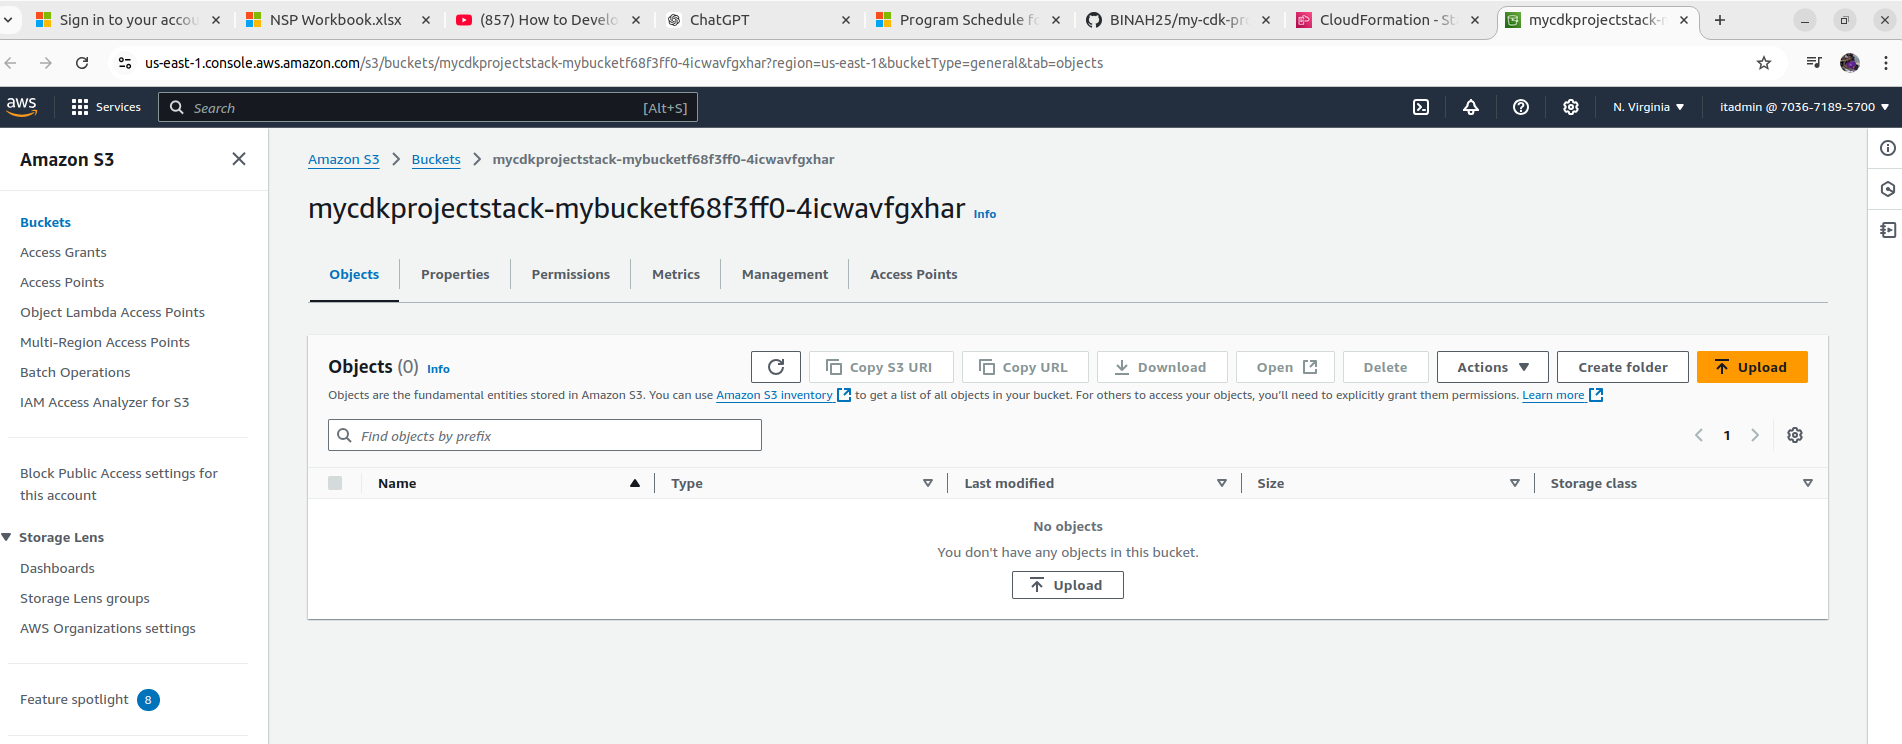 Sign in to your accou
NSP Workbook.xlsx
(857) How to Develo
ChatGPT
Program Schedule fo
BINAH25/my-cdk-pro
CloudFormation - St
mycdkprojectstack-m
us-east-1.console.aws.amazon.com/s3/buckets/mycdkprojectstack-mybucketf68f3ff0-4icwavfgxhar?region=us-east-1&bucketType=general&tab=objects
aws
Services
Search
[Alt+S]
N. Virginia
itadmin @ 7036-7189-5700
Amazon S3
Buckets
Access Grants
Access Points
Object Lambda Access Points
Multi-Region Access Points
Batch Operations
IAM Access Analyzer for S3
Block Public Access settings for
this account
Storage Lens
Dashboards
Storage Lens groups
AWS Organizations settings
Feature spotlight 8
Amazon S3 > Buckets > mycdkprojectstack-mybucketf68f3ff0-4icwavfgxhar
mycdkprojectstack-mybucketf68f3ff0-4icwavfgxhar Info
Objects
Properties
Permissions
Metrics
Management
Access Points
Objects (0) Info
Copy S3 URI
Copy URL
Download
Open
Delete
Actions
Create folder
Upload
Objects are the fundamental entities stored in Amazon S3. You can use Amazon S3 inventory to get a list of all objects in your bucket. For others to access your objects, you'll need to explicitly grant them permissions. Learn more
Find objects by prefix
1
Name
Type
Last modified
Size
Storage class
No objects
You don't have any objects in this bucket.
Upload